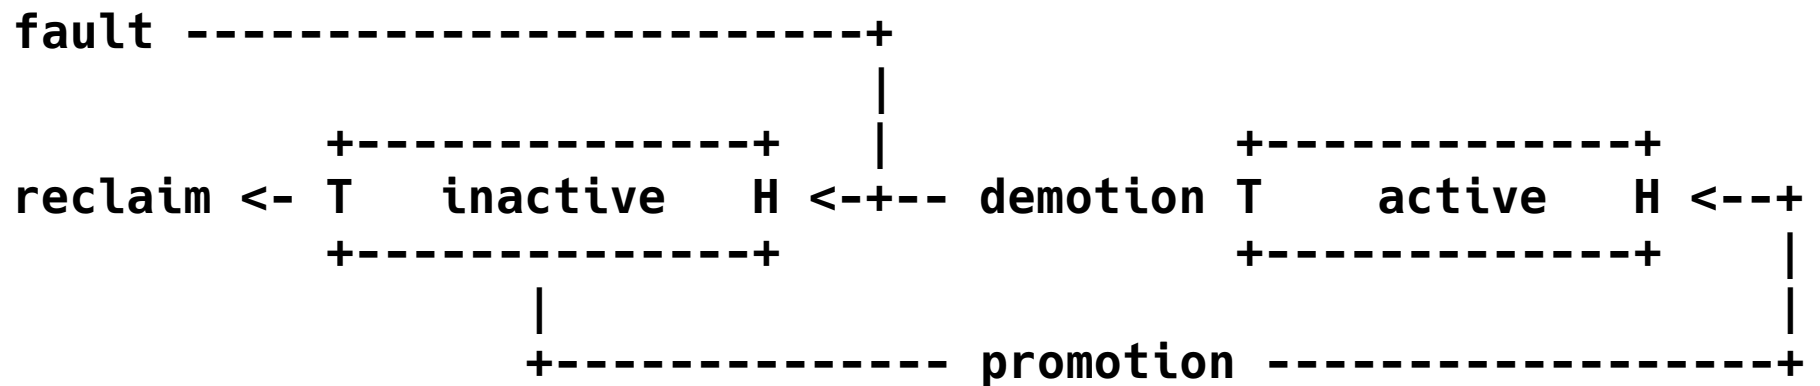 fault ------------------------+
                              |
           +--------------+   |            +-------------+
reclaim <- T   inactive   H <-+-- demotion T    active   H <--+
           +--------------+                +-------------+    |
                  |                                           |
                  +-------------- promotion ------------------+